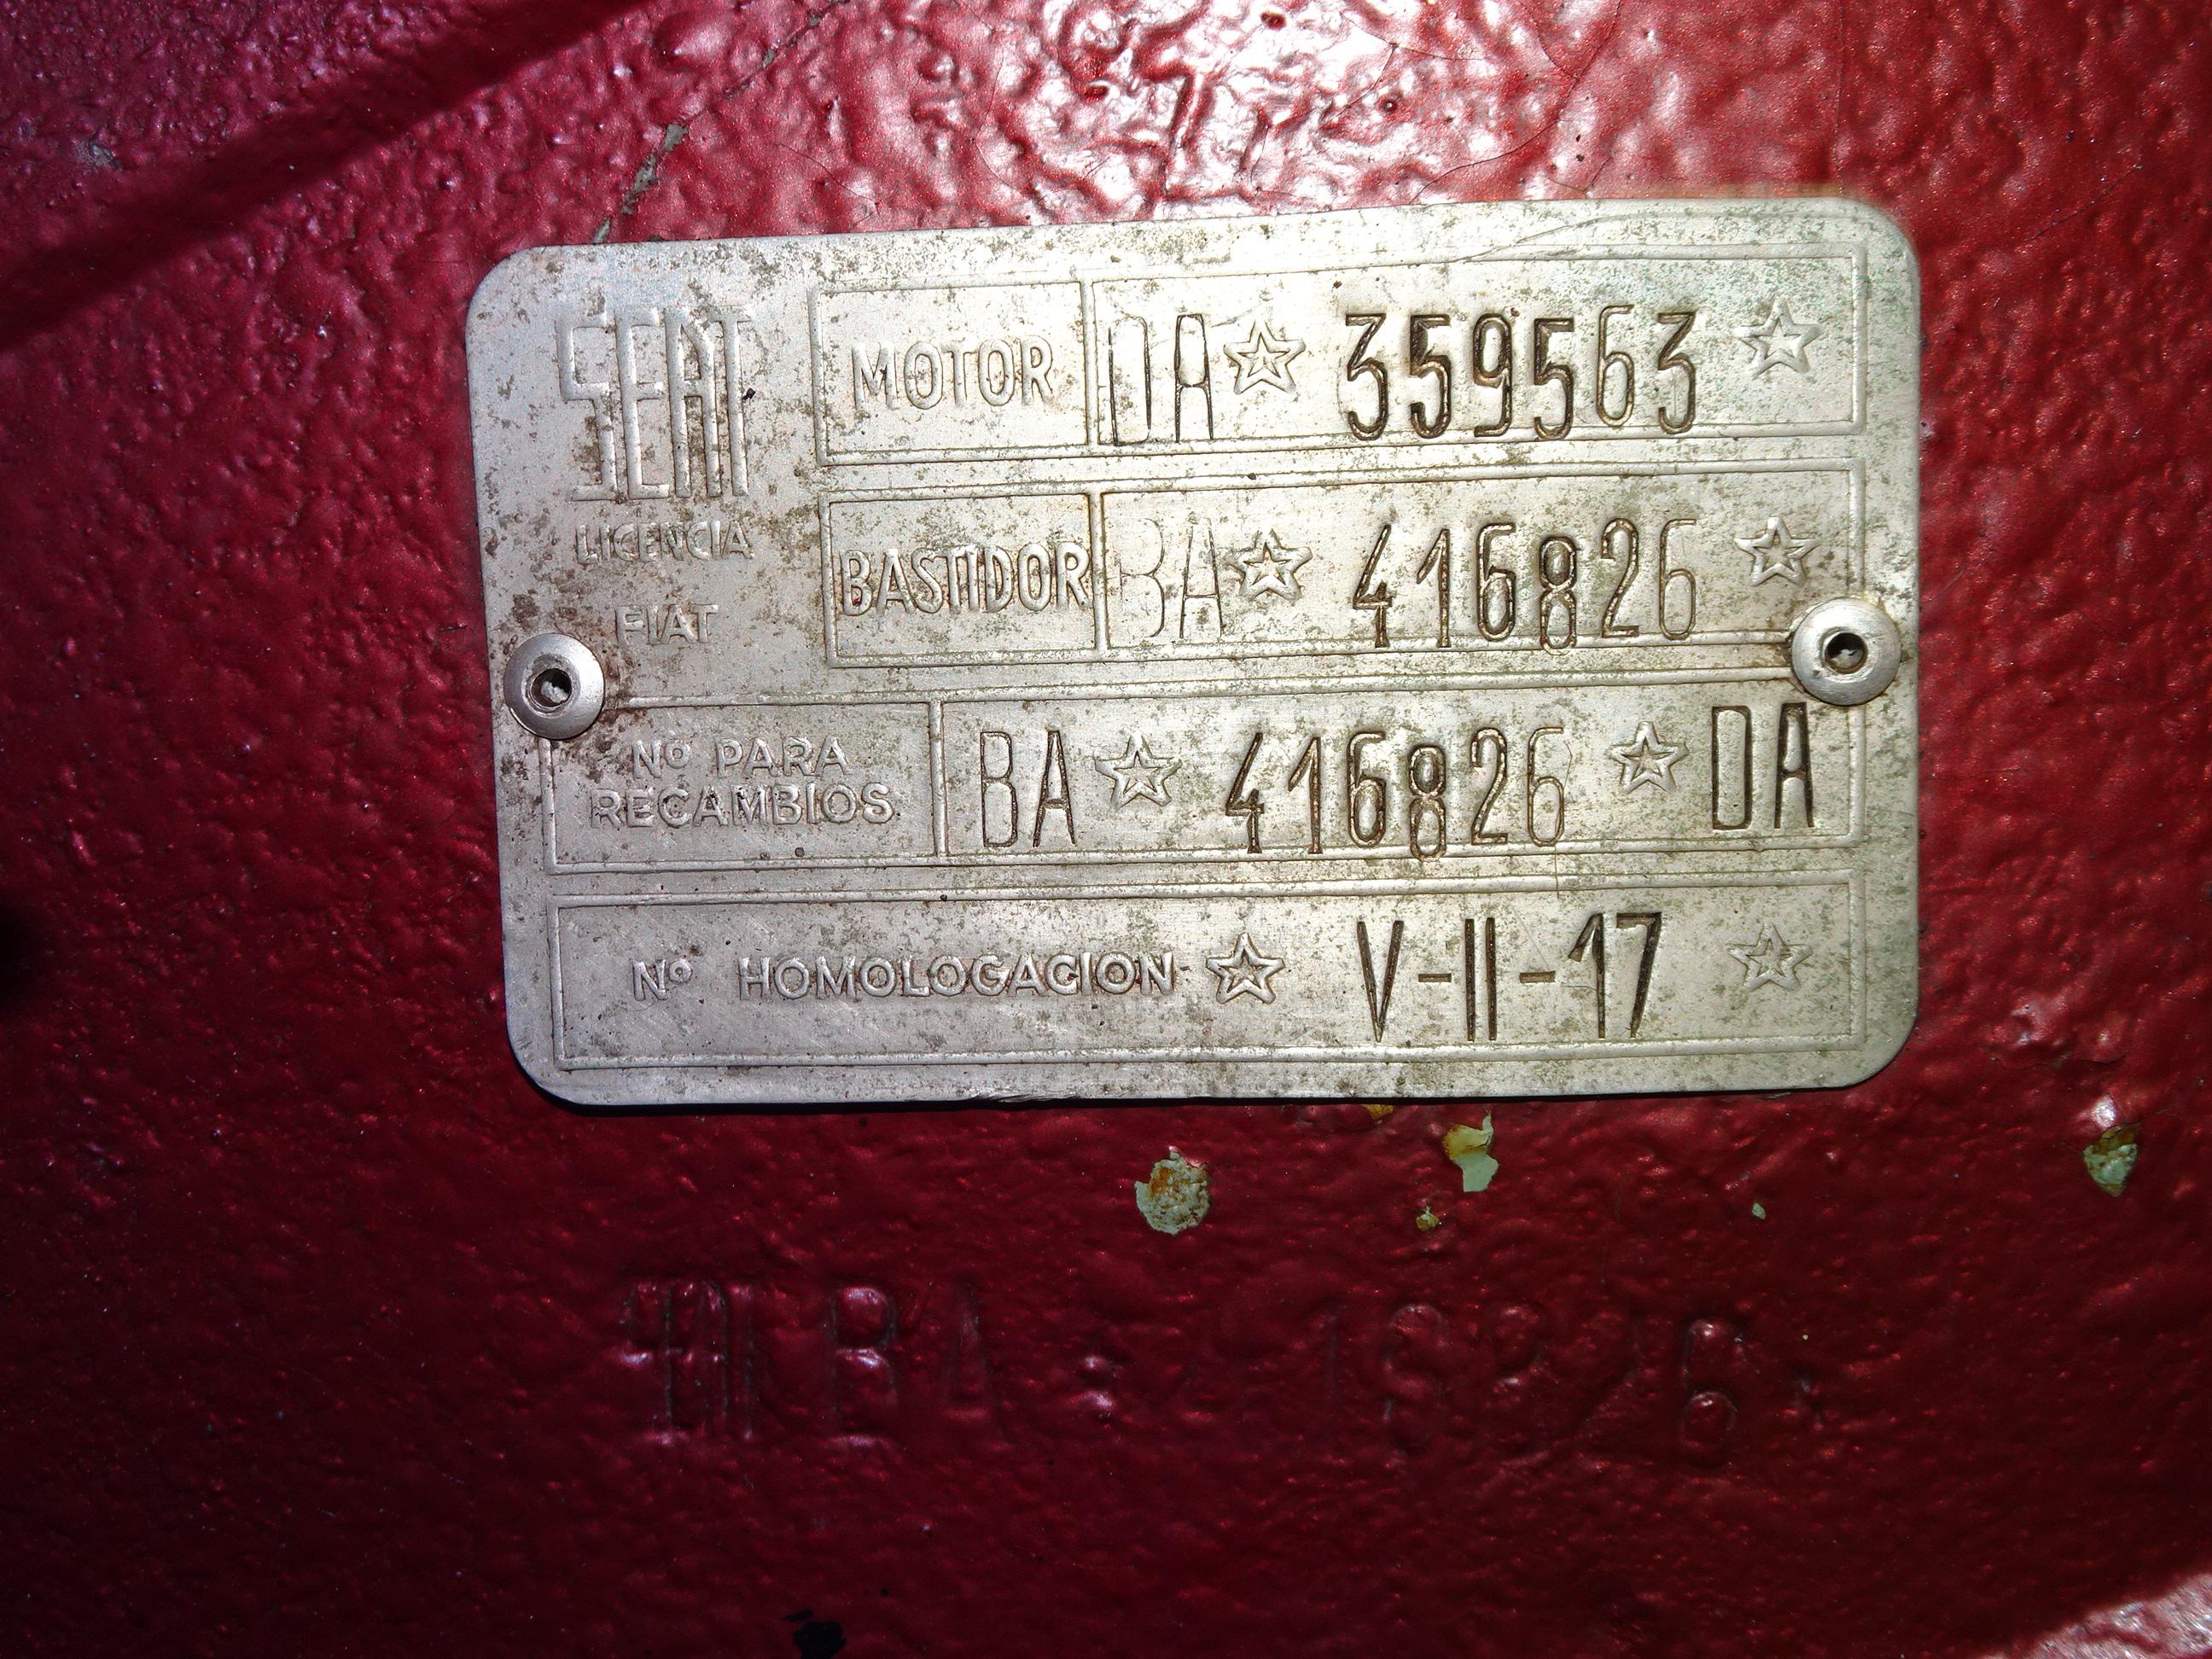 SEAT
LICENCIA
FIAT
MOTOR DA ☆ 359563 ☆
BASTIDOR BA ☆ 416826 ☆
Nº PARA
RECAMBIOS
BA ☆ 416826 ☆ DA
Nº HOMOLOGACION ☆ V-II-17 ☆
BA